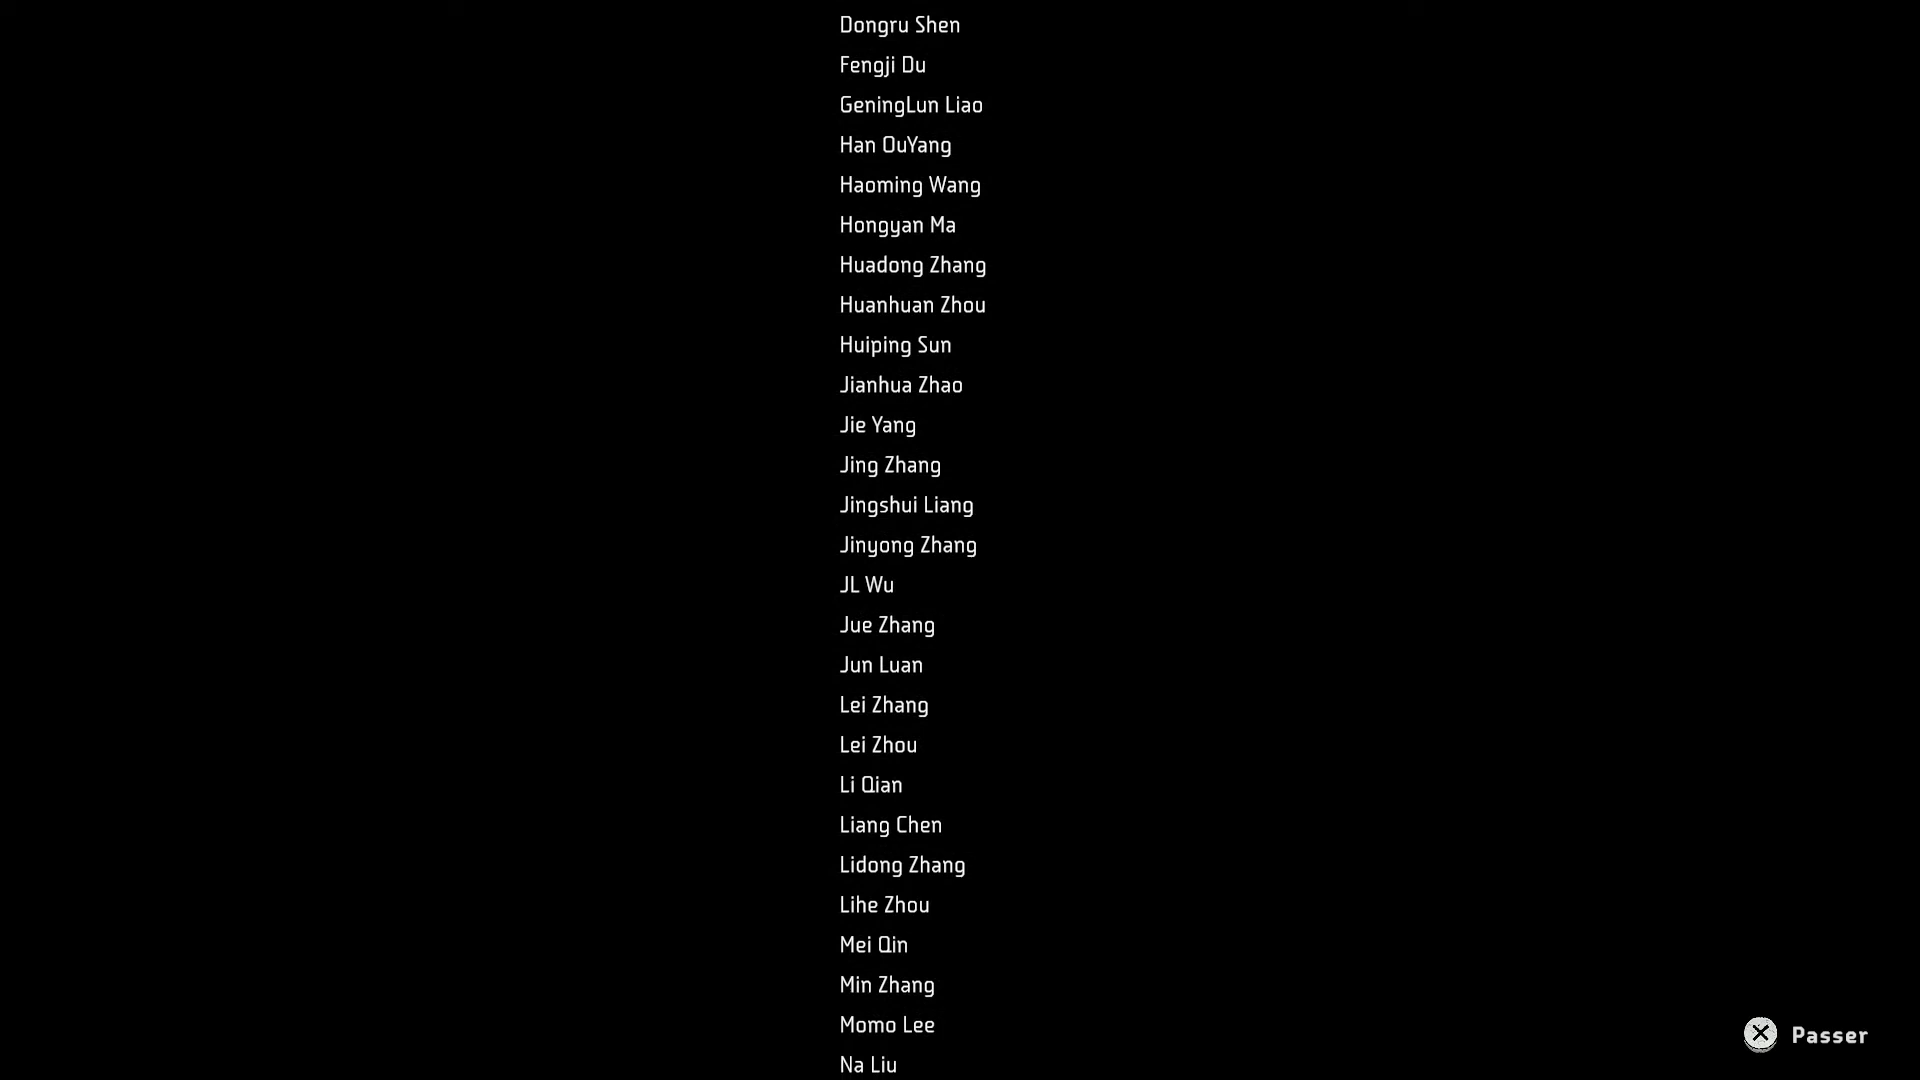 Dongru Shen
Fengji Du
GeningLun Liao
Han OuYang
Haoming Wang
Hongyan Ma
Huadong Zhang
Huanhuan Zhou
Huiping Sun
Jianhua Zhao
Jie Yang
Jing Zhang
Jingshui Liang
Jinyong Zhang
JL Wu
Jue Zhang
Jun Luan
Lei Zhang
Lei Zhou
Li Qian
Liang Chen
Lidong Zhang
Lihe Zhou
Mei Qin
Min Zhang
Momo Lee
Na Liu
Passer